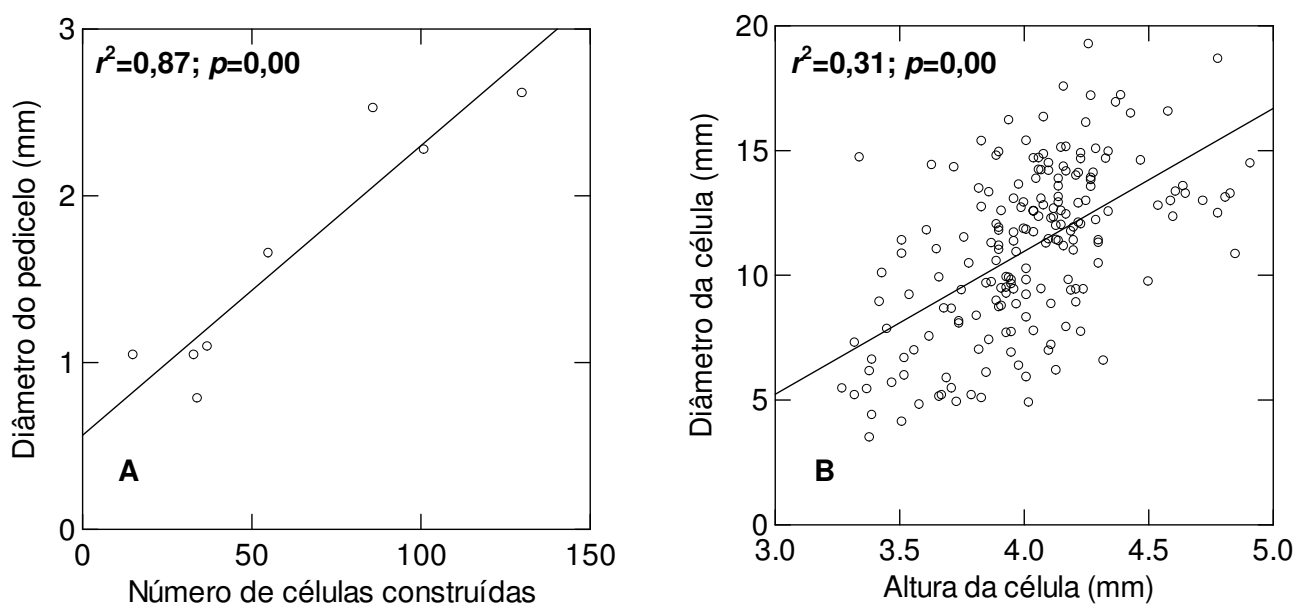 3
r²=0,87; p=0,00
2
1
0
Diâmetro do pedicelo (mm)
A
0 50 100 150
Número de células construídas
20
r²=0,31; p=0,00
15
10
5
0
Diâmetro da célula (mm)
B
3.0 3.5 4.0 4.5 5.0
Altura da célula (mm)